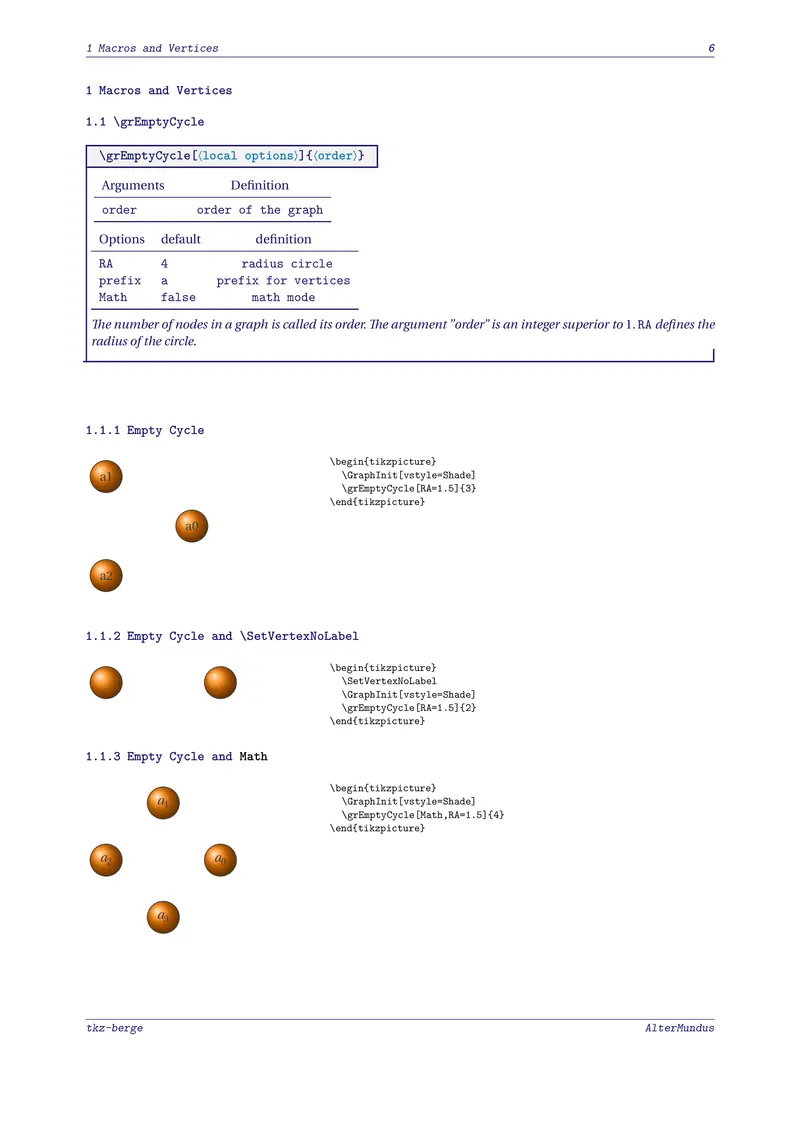 1 Macros and Vertices 6
1 Macros and Vertices
1.1 \grEmptyCycle
\grEmptyCycle[⟨local options⟩]{⟨order⟩}
Arguments Definition
order order of the graph
Options default definition
RA 4 radius circle
prefix a prefix for vertices
Math false math mode
The number of nodes in a graph is called its order. The argument "order" is an integer superior to 1. RA defines the
radius of the circle.
1.1.1 Empty Cycle
a1
a0
a2
\begin{tikzpicture}
\GraphInit[vstyle=Shade]
\grEmptyCycle[RA=1.5]{3}
\end{tikzpicture}
1.1.2 Empty Cycle and \SetVertexNoLabel
\begin{tikzpicture}
\SetVertexNoLabel
\GraphInit[vstyle=Shade]
\grEmptyCycle[RA=1.5]{2}
\end{tikzpicture}
1.1.3 Empty Cycle and Math
a₁
a₂ a₀
a₃
\begin{tikzpicture}
\GraphInit[vstyle=Shade]
\grEmptyCycle[Math,RA=1.5]{4}
\end{tikzpicture}
tkz-berge AlterMundus